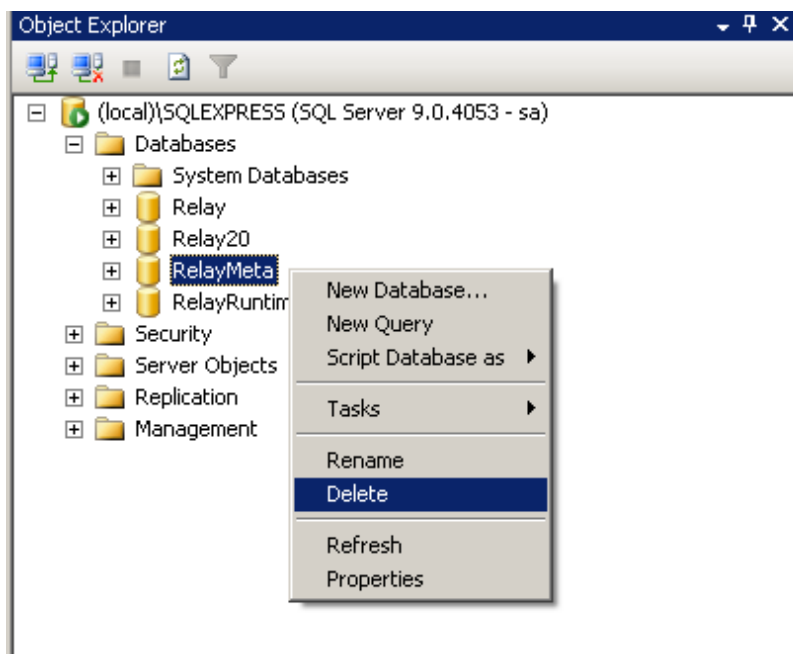 Object Explorer
(local)\SQLEXPRESS (SQL Server 9.0.4053 - sa)
Databases
System Databases
Relay
Relay20
RelayMeta
RelayRuntim
Security
Server Objects
Replication
Management
New Database...
New Query
Script Database as
Tasks
Rename
Delete
Refresh
Properties